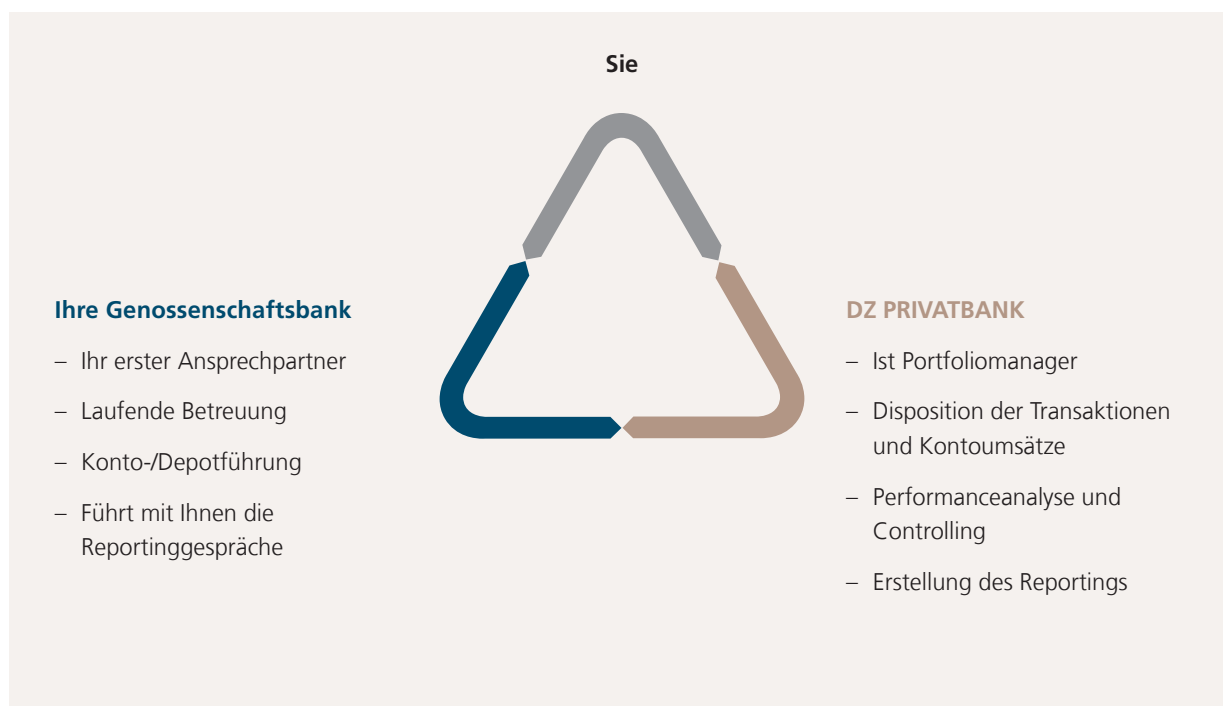 Sie
Ihre Genossenschaftsbank
– Ihr erster Ansprechpartner
– Laufende Betreuung
– Konto-/Depotführung
– Führt mit Ihnen die
Reportinggespräche
DZ PRIVATBANK
– Ist Portfoliomanager
– Disposition der Transaktionen
und Kontoumsätze
– Performanceanalyse und
Controlling
– Erstellung des Reportings